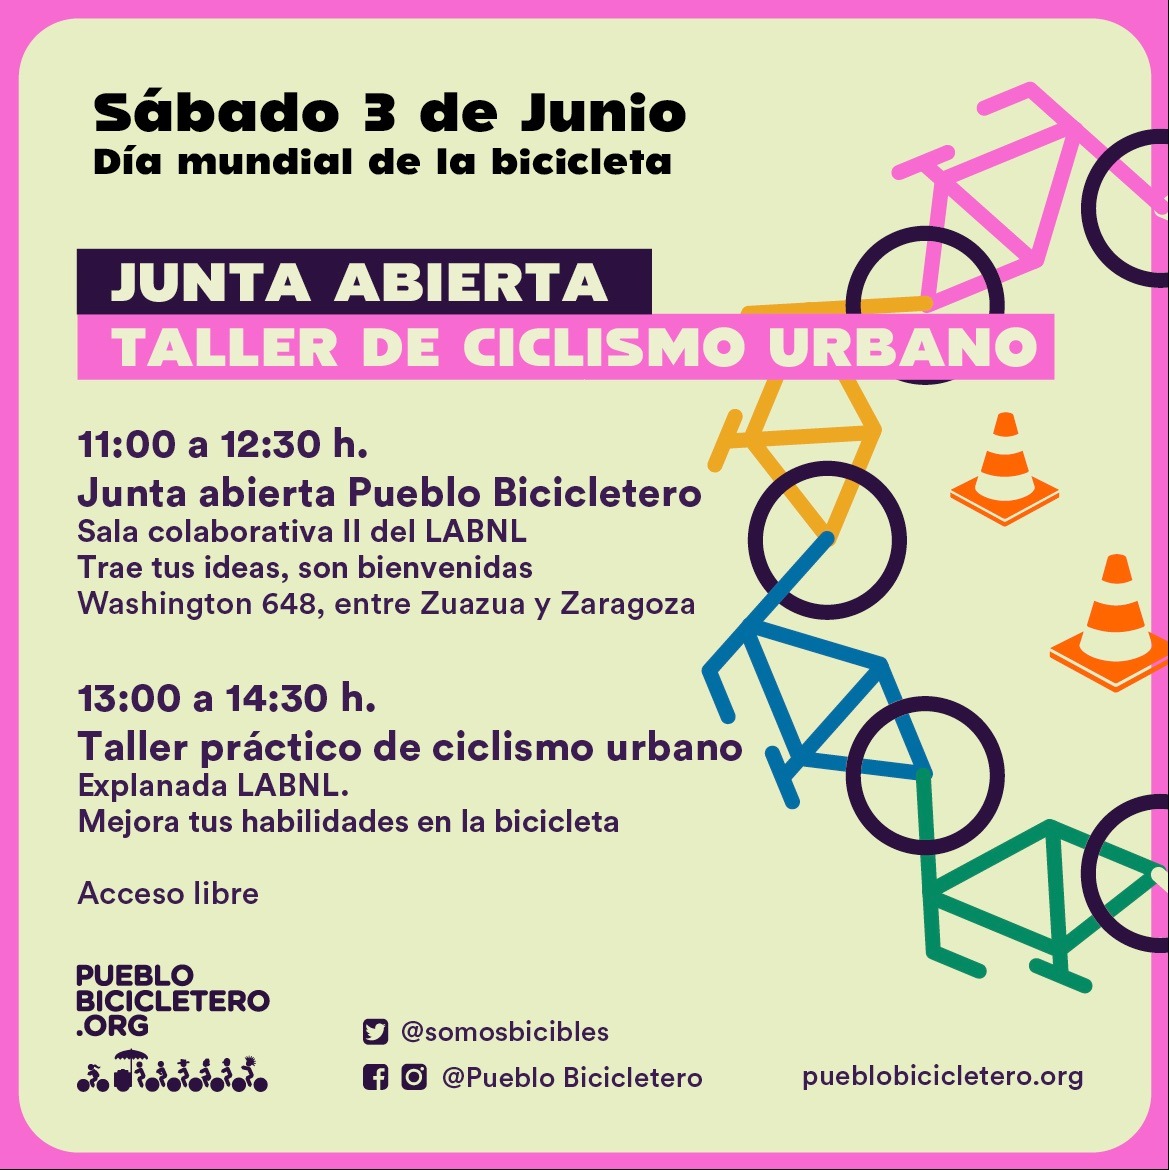 Sábado 3 de Junio
Día mundial de la bicicleta
JUNTA ABIERTA
TALLER DE CICLISMO URBANO
11:00 a 12:30 h.
Junta abierta Pueblo Bicicletero
Sala colaborativa II del LABNL
Trae tus ideas, son bienvenidas
Washington 648, entre Zuazua y Zaragoza
13:00 a 14:30 h.
Taller práctico de ciclismo urbano
Explanada LABNL.
Mejora tus habilidades en la bicicleta
Acceso libre
PUEBLO
BICICLETERO
.ORG
@somosbicibles
@Pueblo Bicicletero
pueblobicicletero.org